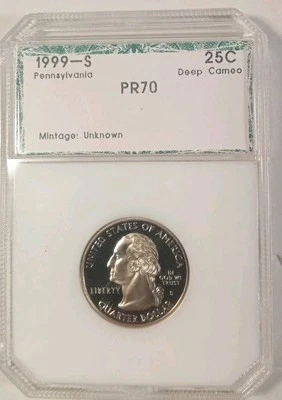 1999-S 25C
Pennsylvania Deep Cameo
PR70
Mintage: Unknown
UNITED STATES OF AMERICA
LIBERTY
IN
GOD WE
TRUST
S
QUARTER DOLLAR